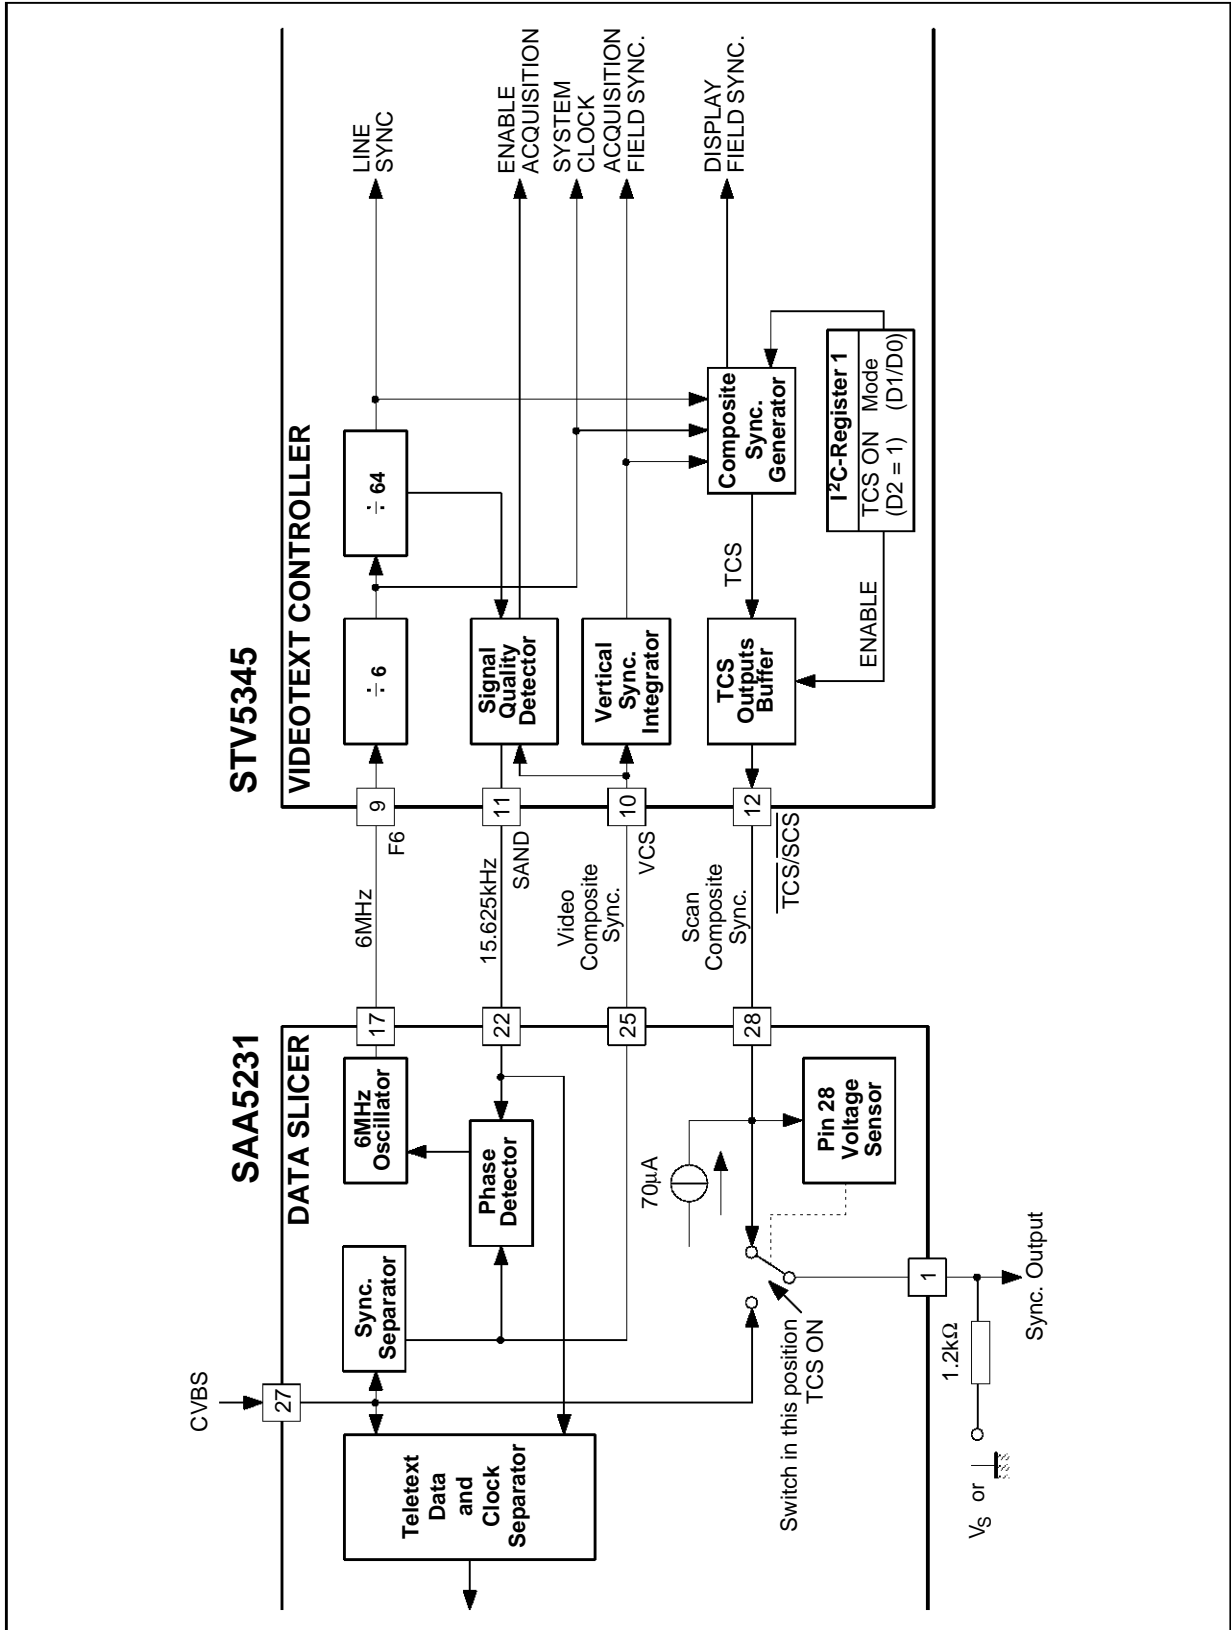 SAA5231
DATA SLICER
CVBS
27
Teletext
Data
and
Clock
Separator
Sync.
Separator
Phase
Detector
6MHz
Oscillator
17
22
25
28
70µA
Pin 28
Voltage
Sensor
Switch in this position
TCS ON
1
1.2kΩ
VS or
Sync. Output
6MHz
15.625kHz
Video
Composite
Sync.
Scan
Composite
Sync.
STV5345
VIDEOTEXT CONTROLLER
9
F6
11
SAND
10
VCS
12
TCS/SCS
÷ 6
÷ 64
Signal
Quality
Detector
Vertical
Sync.
Integrator
TCS
Outputs
Buffer
TCS
Composite
Sync.
Generator
ENABLE
I²C-Register 1
TCS ON Mode
(D2 = 1) (D1/D0)
LINE
SYNC
ENABLE
ACQUISITION
SYSTEM
CLOCK
ACQUISITION
FIELD SYNC.
DISPLAY
FIELD SYNC.